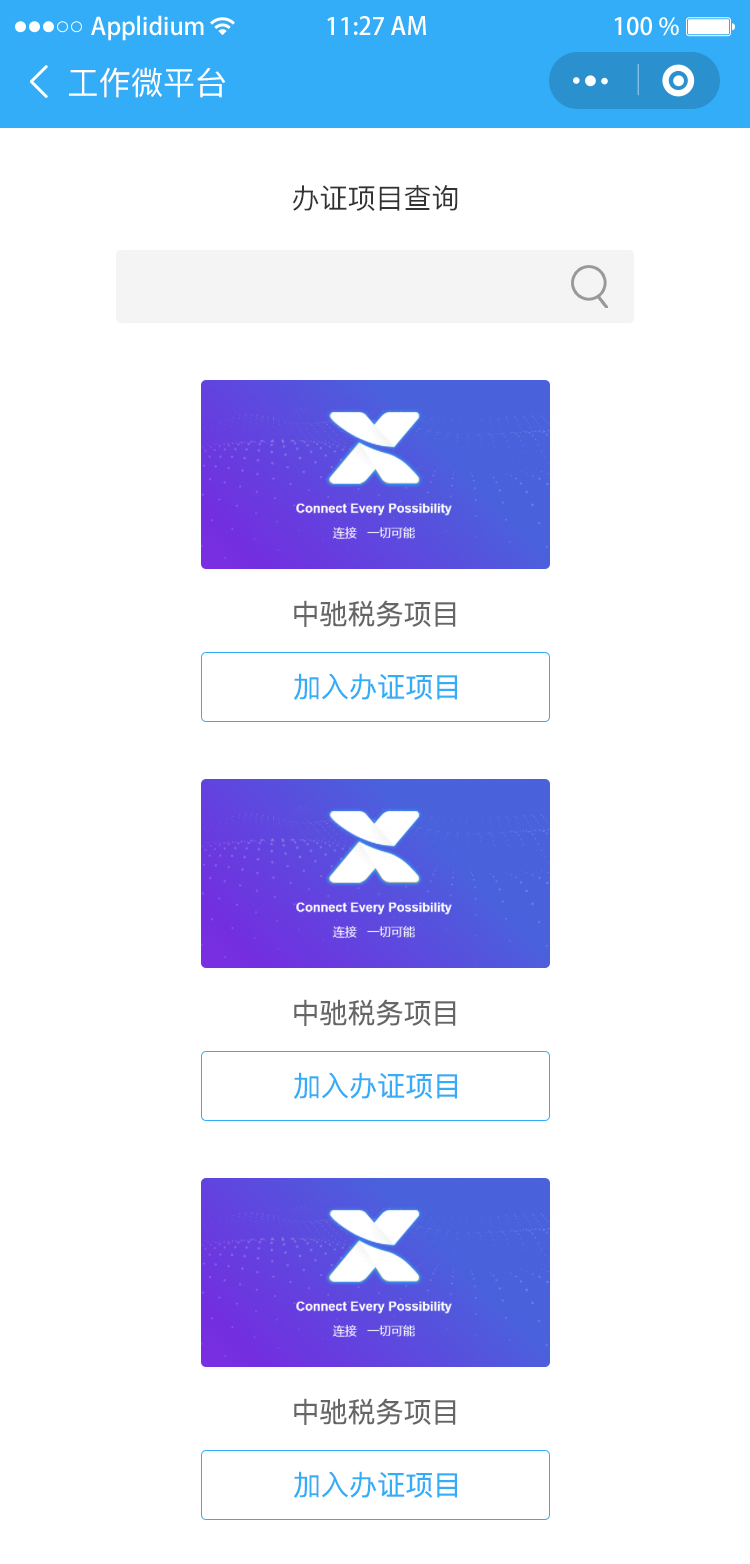 Applidium 11:27 AM 100 %
工作微平台
办证项目查询
Connect Every Possibility
连接 一切可能
中驰税务项目
加入办证项目
Connect Every Possibility
连接 一切可能
中驰税务项目
加入办证项目
Connect Every Possibility
连接 一切可能
中驰税务项目
加入办证项目